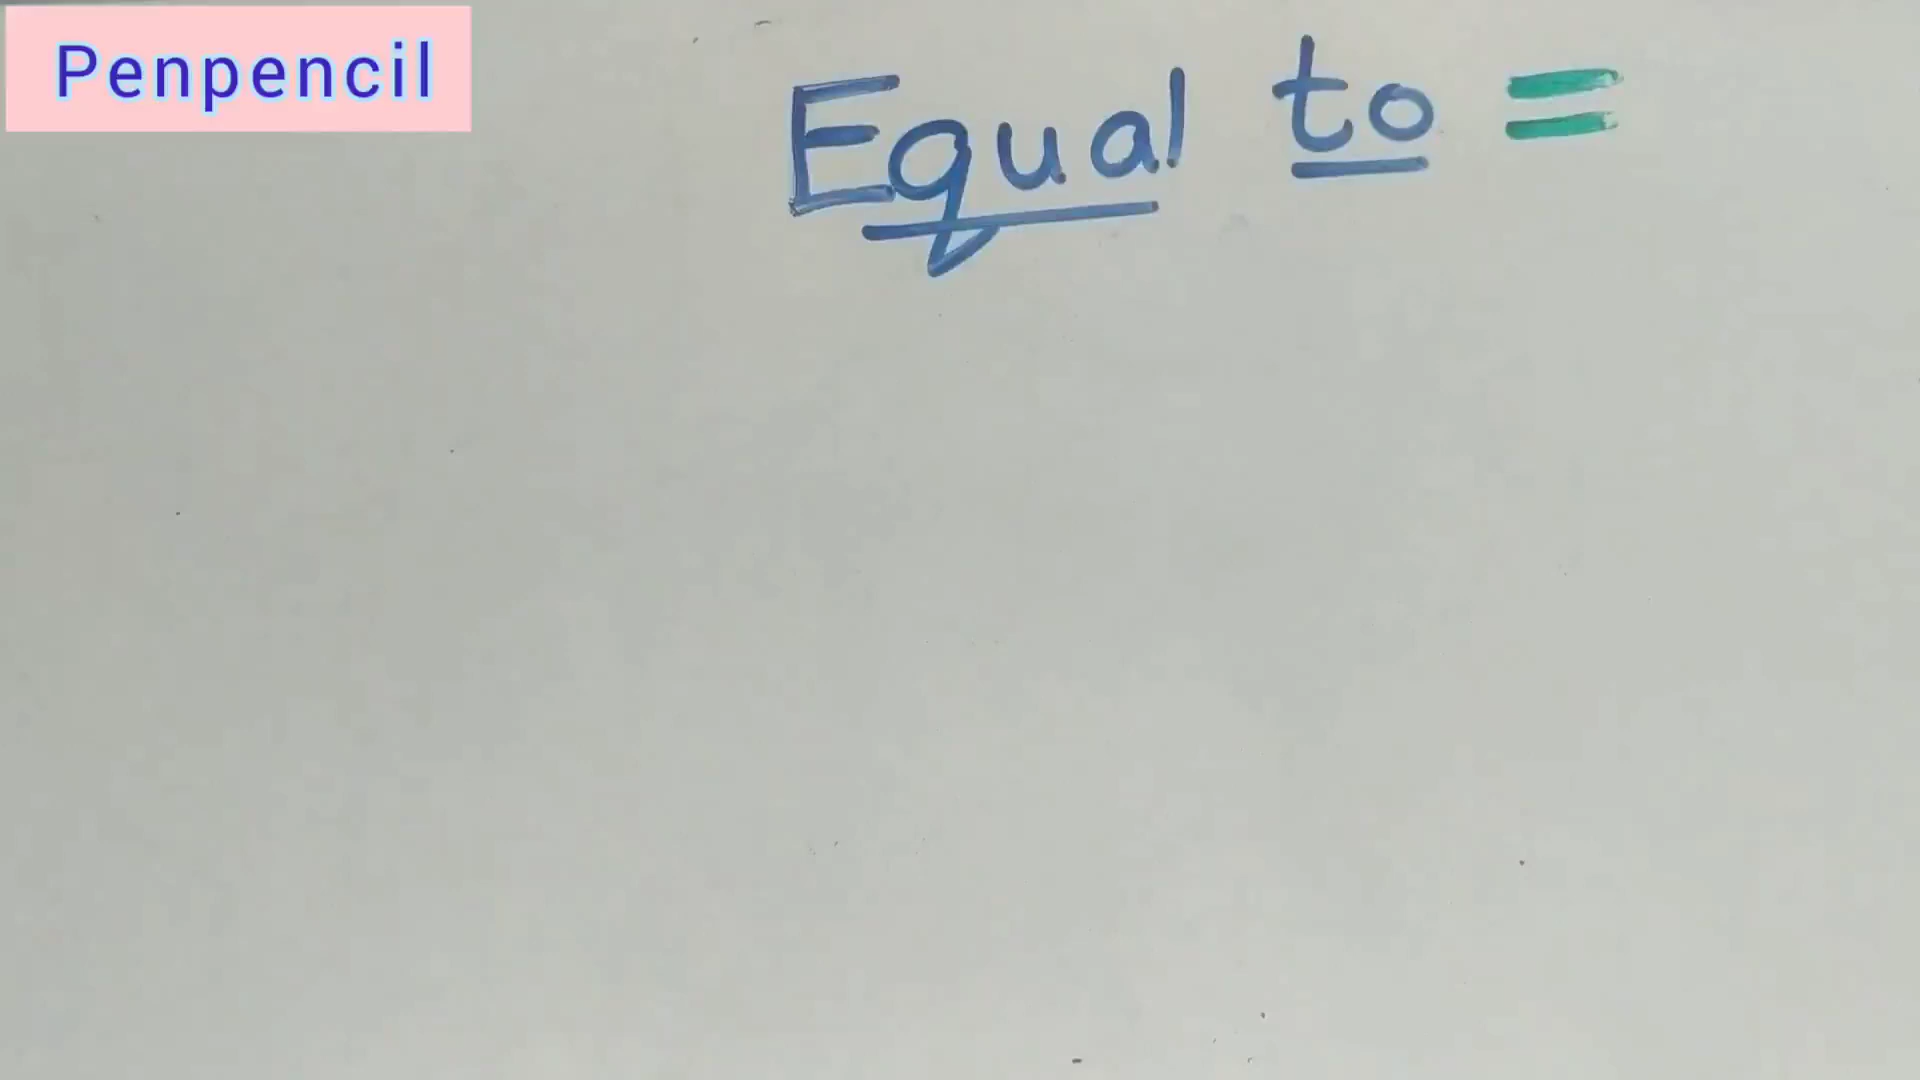 Penpencil
Equal to =